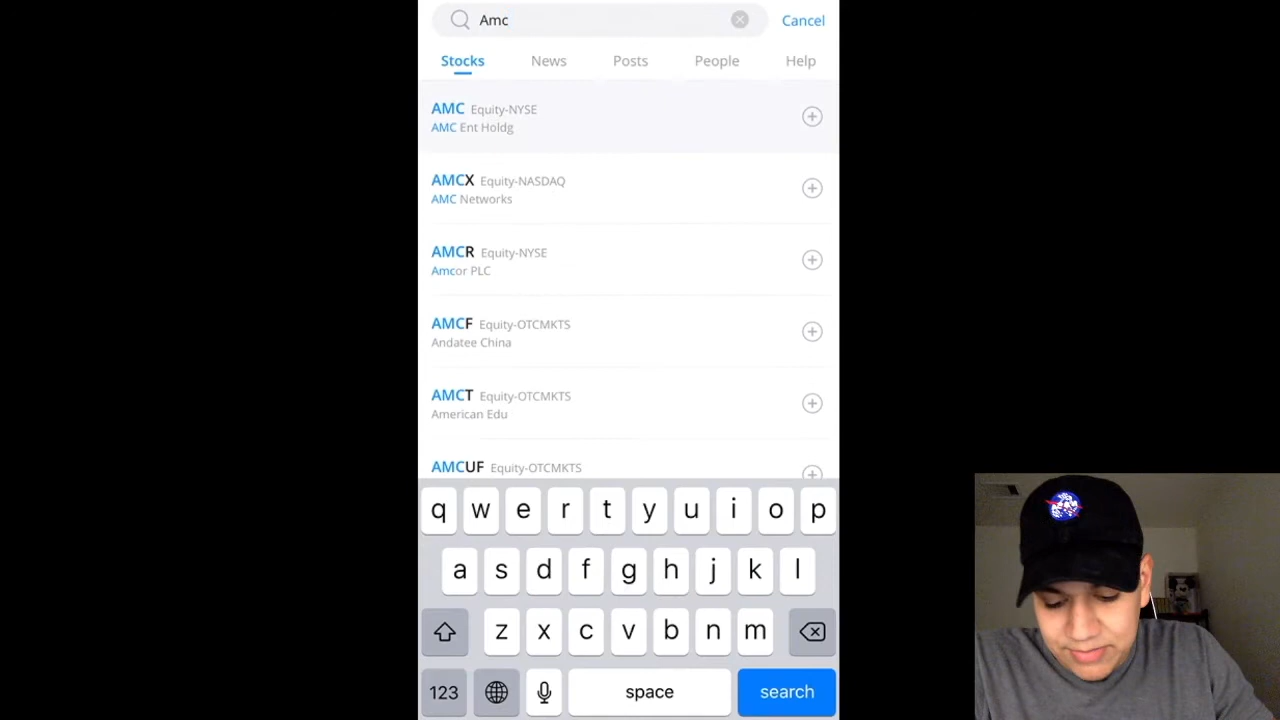 Amc
Cancel
Stocks News Posts People Help
AMC Equity-NYSE
AMC Ent Holdg
AMCX Equity-NASDAQ
AMC Networks
AMCR Equity-NYSE
Amcor PLC
AMCF Equity-OTCMKTS
Andatee China
AMCT Equity-OTCMKTS
American Edu
AMCUF Equity-OTCMKTS
q w e r t y u i o p
a s d f g h j k l
z x c v b n m
123 space search